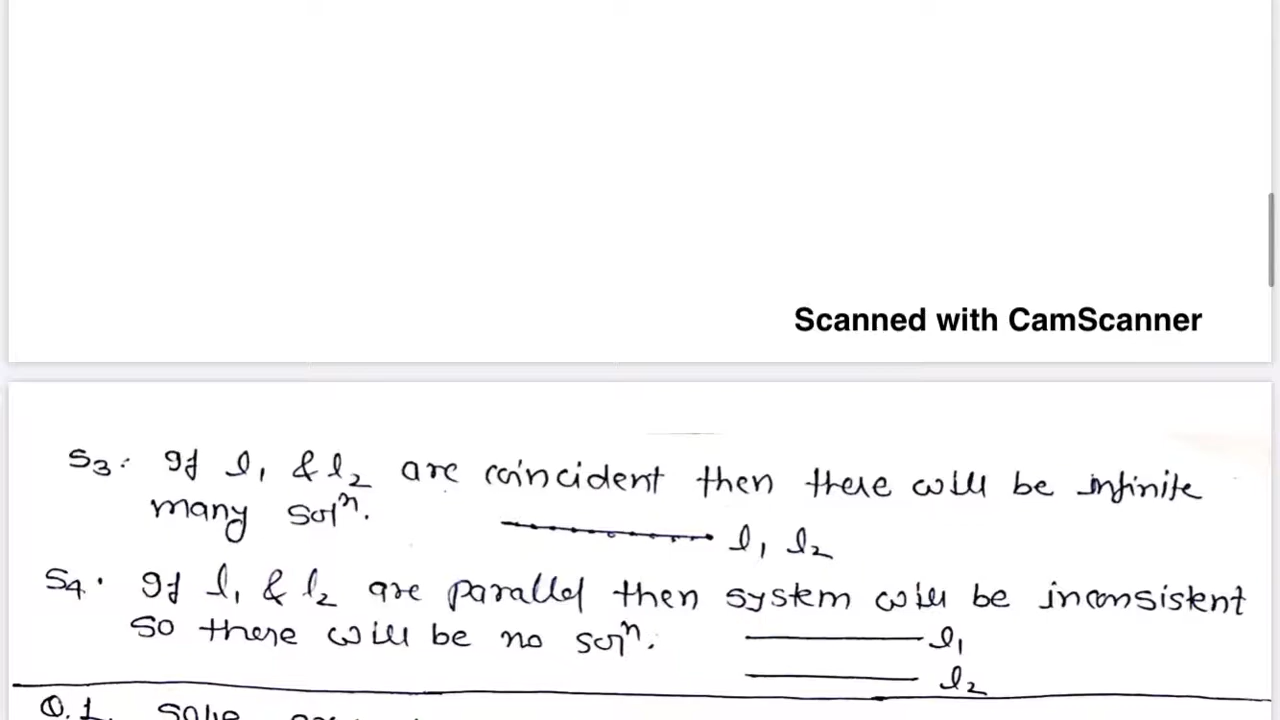 Scanned with CamScanner
S3: If l1 & l2 are coincident then there will be infinite
many solⁿ.
l1 l2
S4. If l1 & l2 are parallel then system will be inconsistent
so there will be no solⁿ.
l1
l2
Q.1. Solve